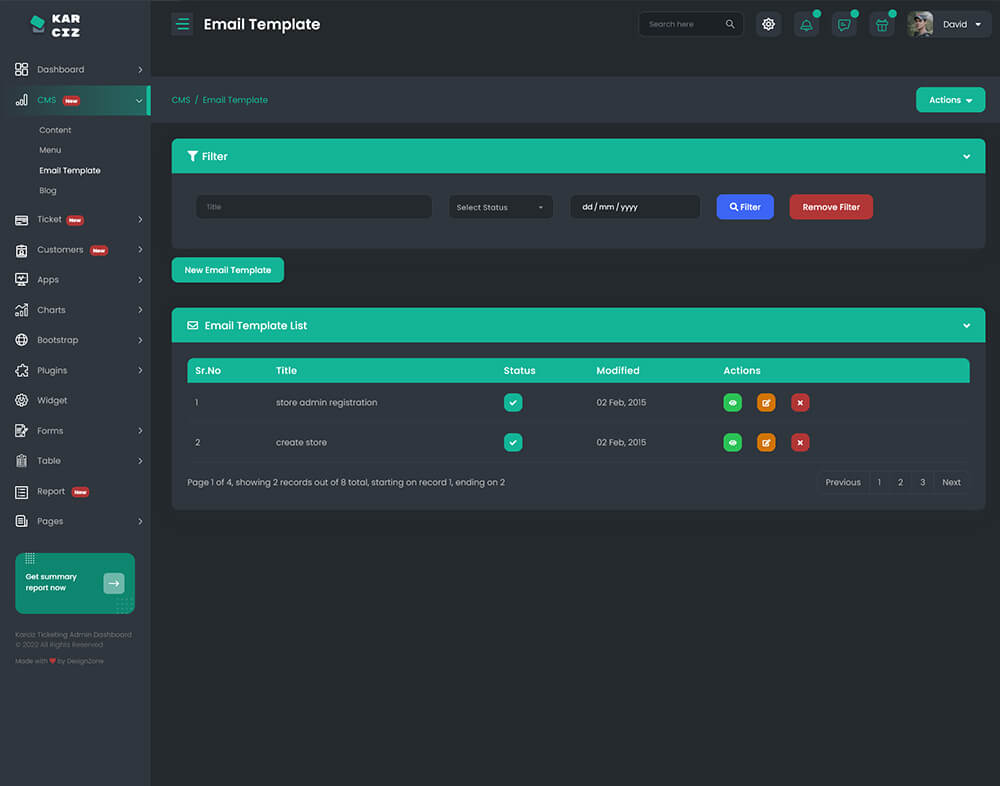 KAR
CIZ
Email Template
Search here
David
Dashboard
CMS New
Content
Menu
Email Template
Blog
Ticket New
Customers New
Apps
Charts
Bootstrap
Plugins
Widget
Forms
Table
Report New
Pages
Get summary
report now
Karciz Ticketing Admin Dashboard
© 2022 All Rights Reserved
Made with ❤ by DesignZone
CMS / Email Template
Actions
Filter
Title
Select Status
dd / mm / yyyy
Filter
Remove Filter
New Email Template
Email Template List
Sr.No Title Status Modified Actions
1 store admin registration 02 Feb, 2015
2 create store 02 Feb, 2015
Page 1 of 4, showing 2 records out of 8 total, starting on record 1, ending on 2
Previous 1 2 3 Next